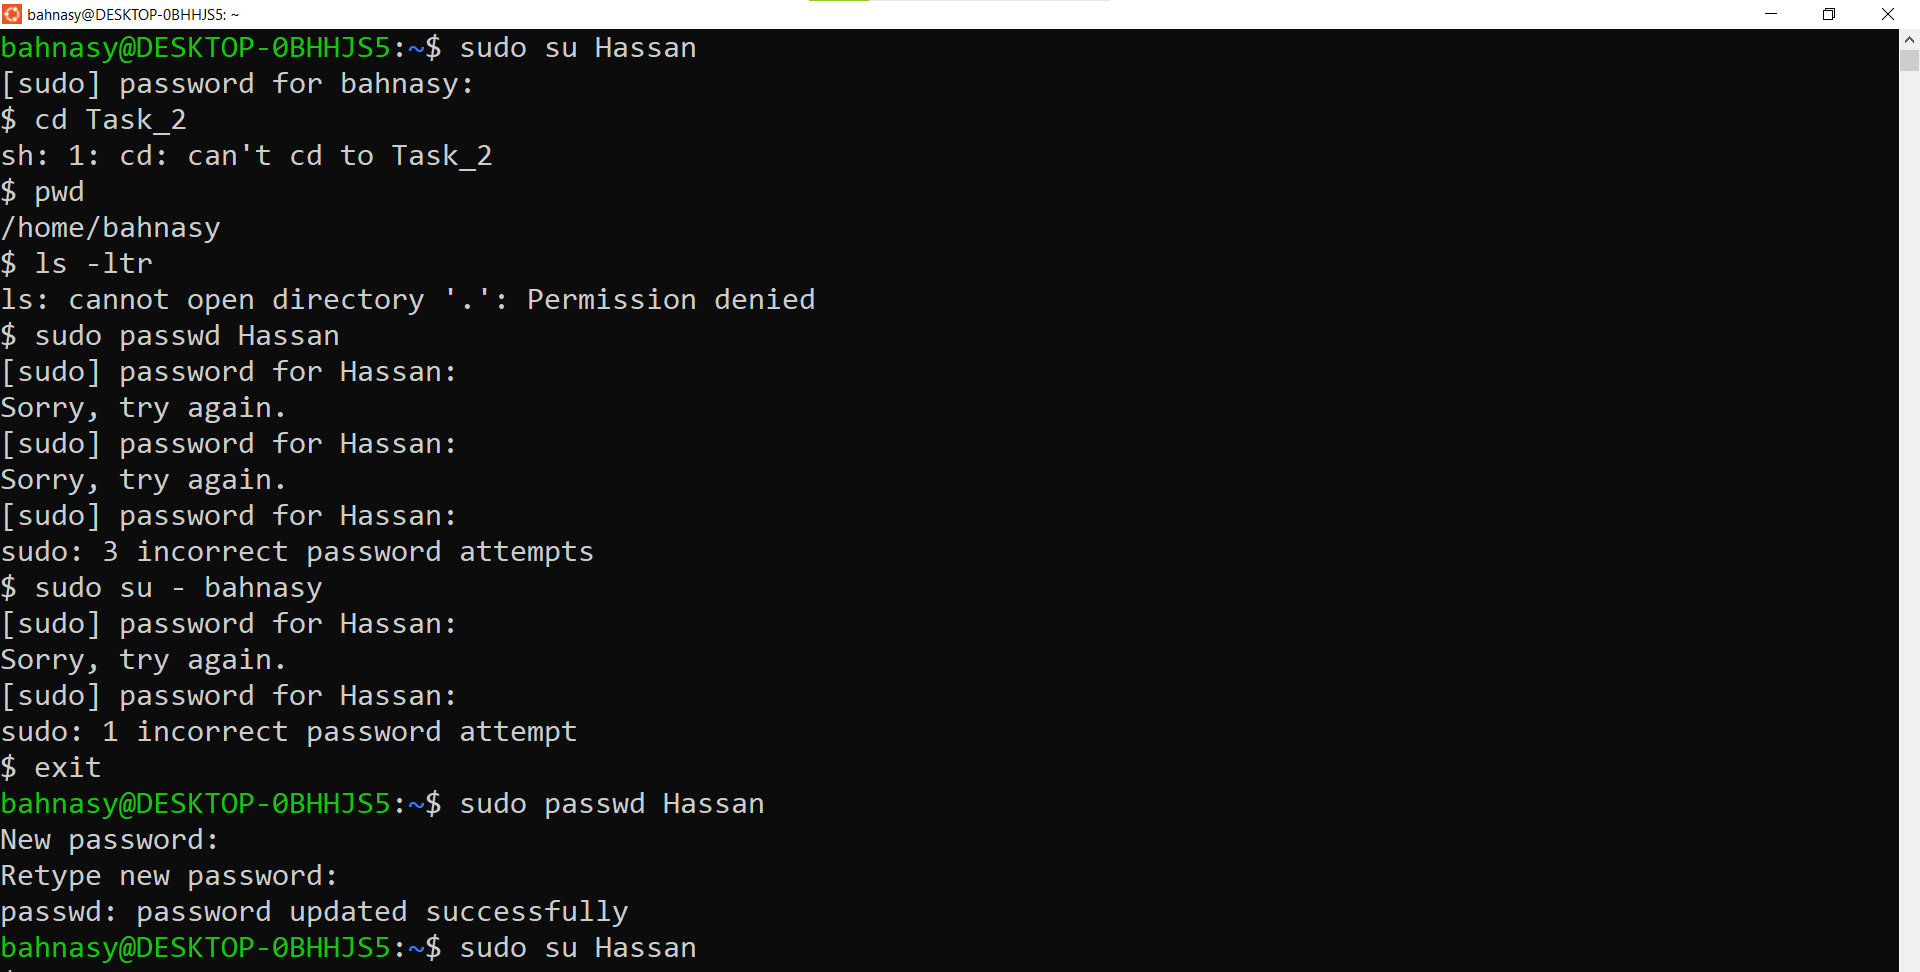 bahnasy@DESKTOP-0BHHJS5: ~
bahnasy@DESKTOP-0BHHJS5:~$ sudo su Hassan
[sudo] password for bahnasy:
$ cd Task_2
sh: 1: cd: can't cd to Task_2
$ pwd
/home/bahnasy
$ ls -ltr
ls: cannot open directory '.': Permission denied
$ sudo passwd Hassan
[sudo] password for Hassan:
Sorry, try again.
[sudo] password for Hassan:
Sorry, try again.
[sudo] password for Hassan:
sudo: 3 incorrect password attempts
$ sudo su - bahnasy
[sudo] password for Hassan:
Sorry, try again.
[sudo] password for Hassan:
sudo: 1 incorrect password attempt
$ exit
bahnasy@DESKTOP-0BHHJS5:~$ sudo passwd Hassan
New password:
Retype new password:
passwd: password updated successfully
bahnasy@DESKTOP-0BHHJS5:~$ sudo su Hassan